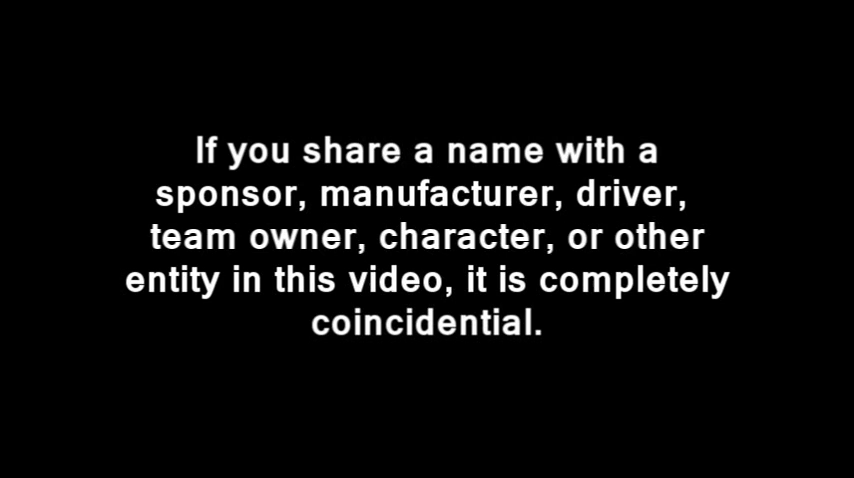 If you share a name with a
sponsor, manufacturer, driver,
team owner, character, or other
entity in this video, it is completely
coincidential.